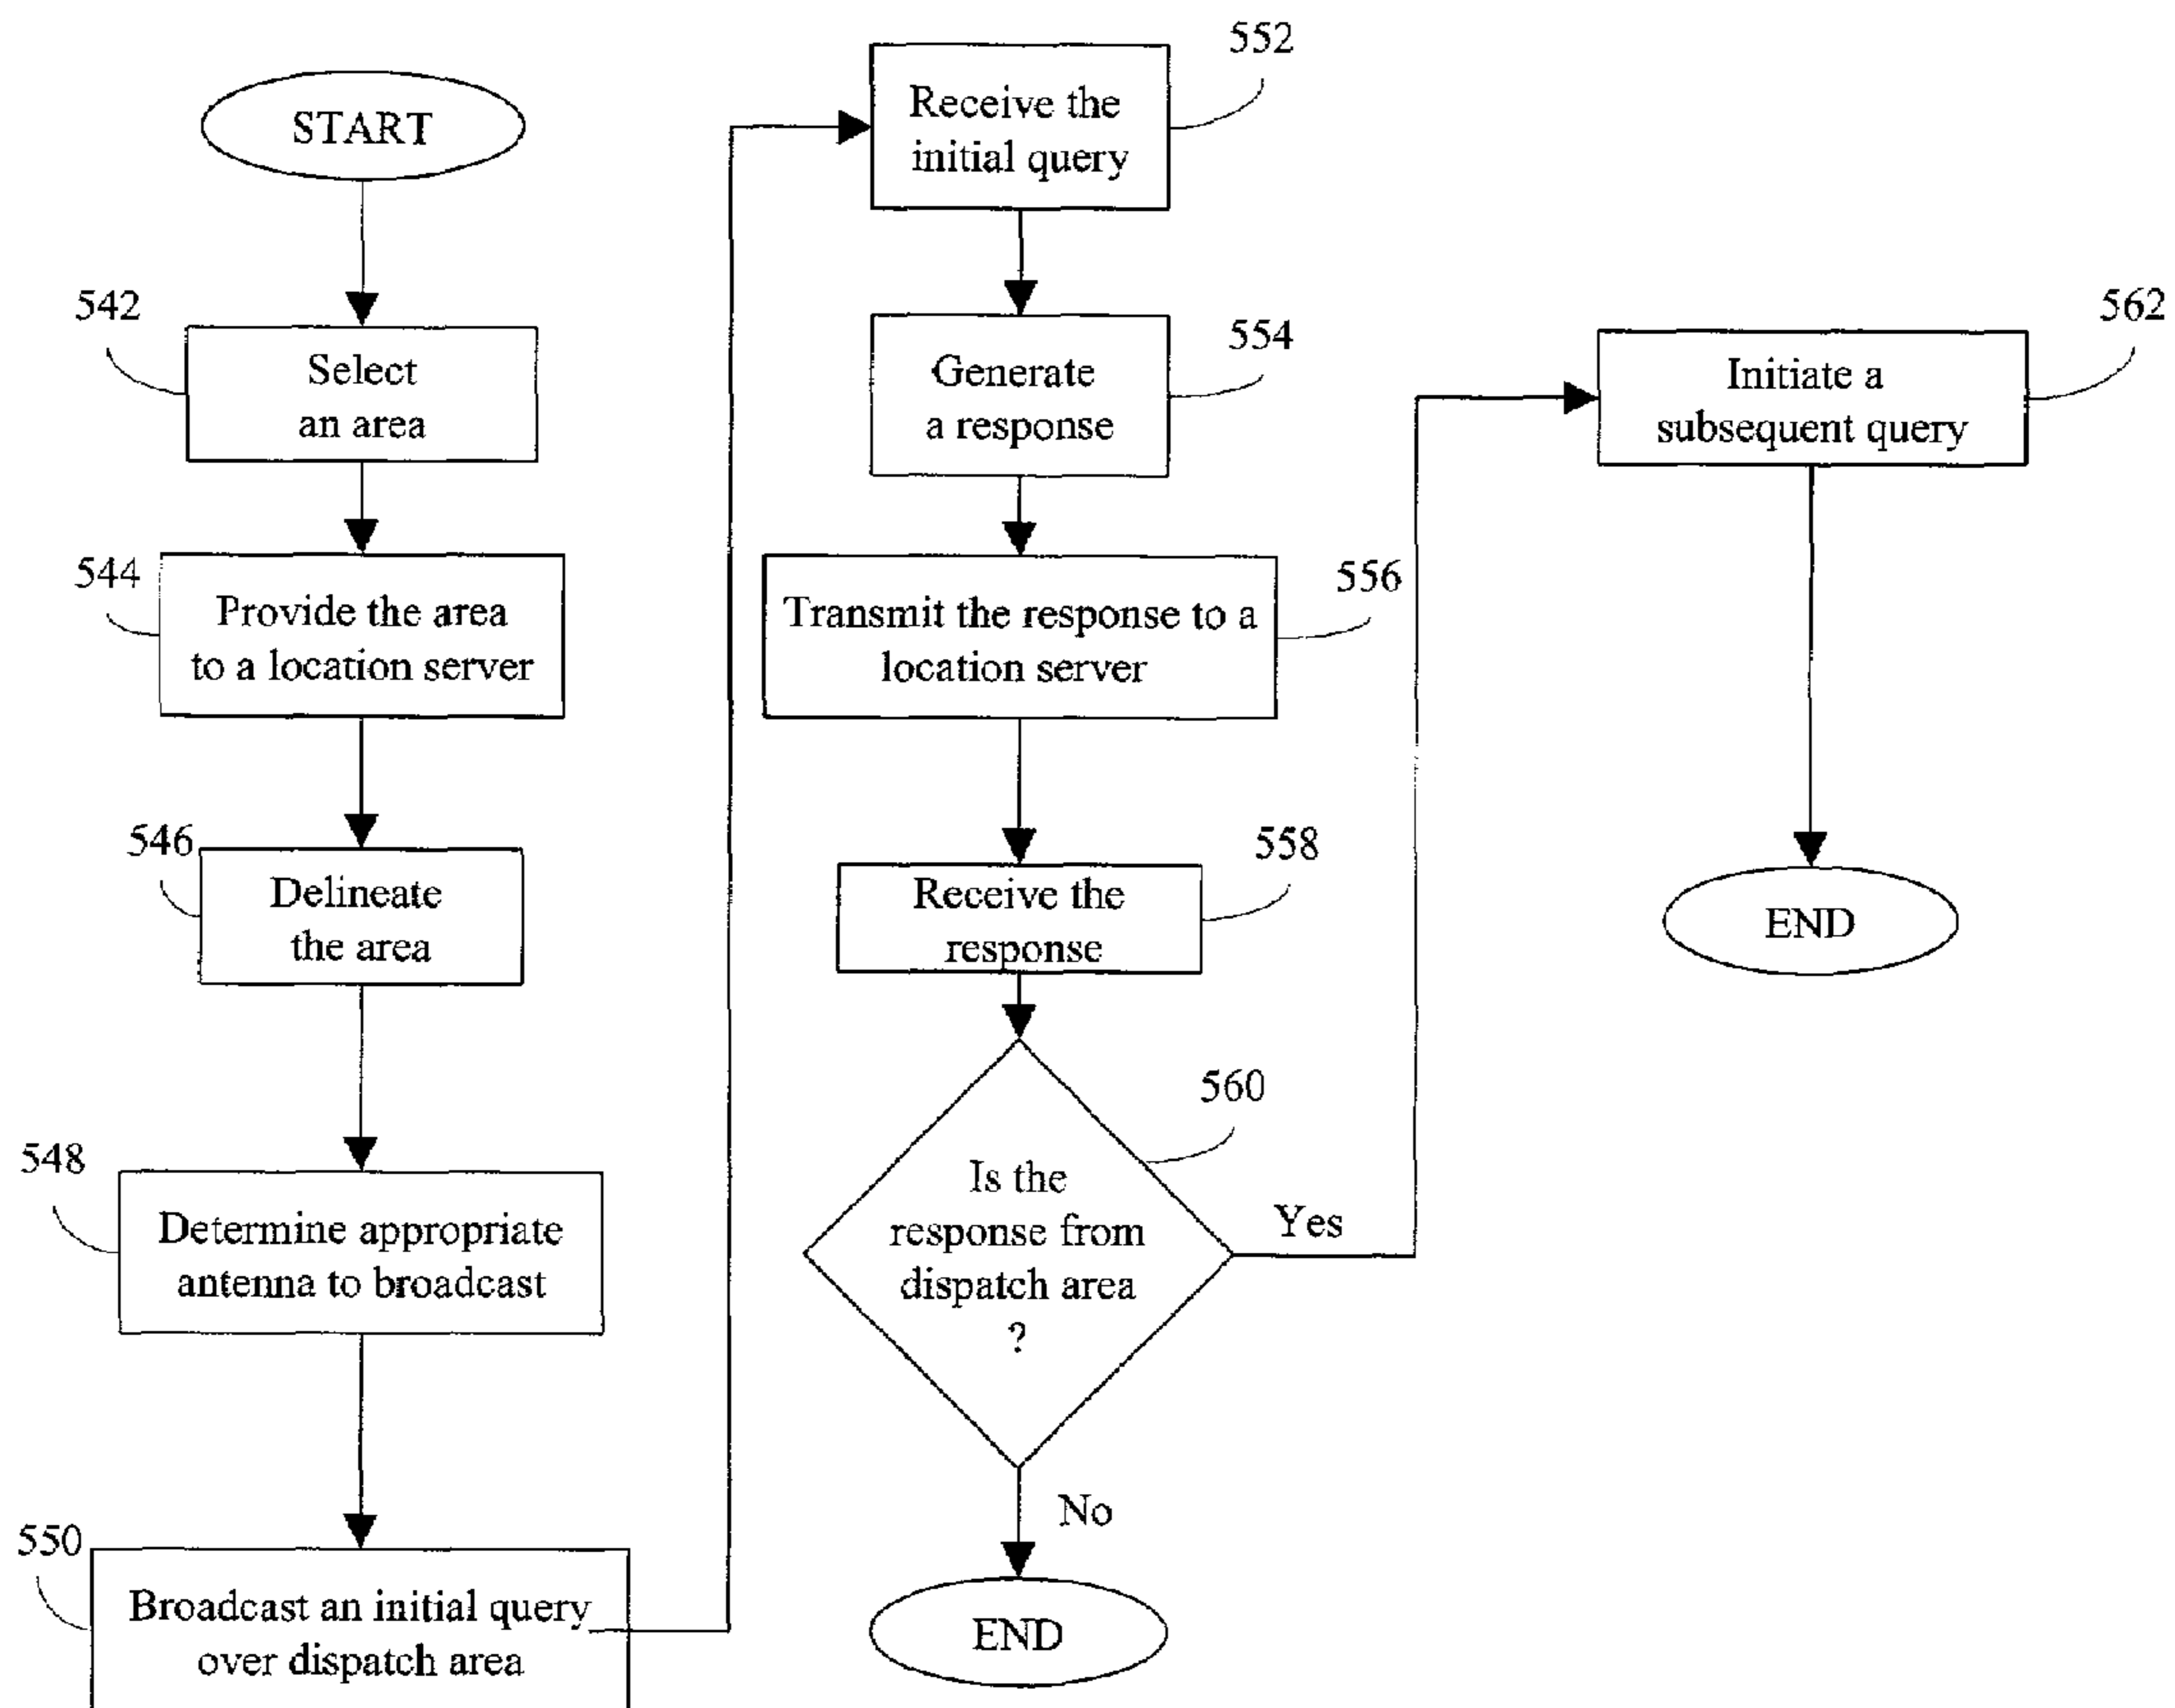 START
542
Select
an area
544
Provide the area
to a location server
546
Delineate
the area
548
Determine appropriate
antenna to broadcast
550
Broadcast an initial query
over dispatch area
552
Receive the
initial query
554
Generate
a response
556
Transmit the response to a
location server
558
Receive the
response
560
Is the
response from
dispatch area
?
Yes
No
END
562
Initiate a
subsequent query
END